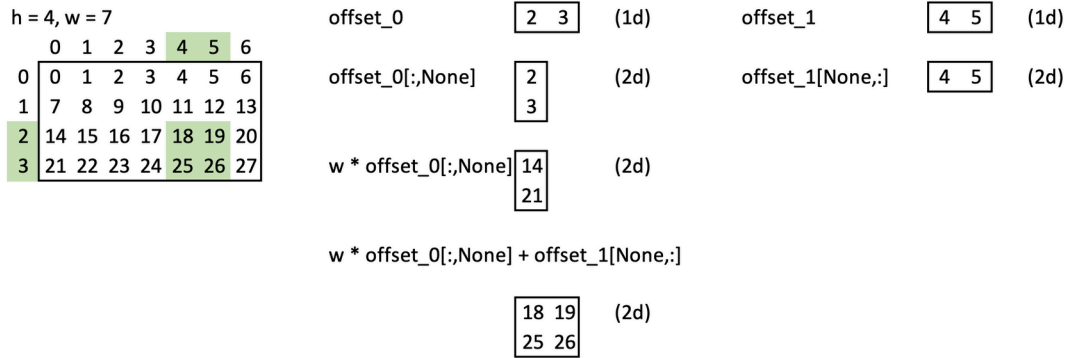 h = 4, w = 7
0 1 2 3 4 5 6
0 0 1 2 3 4 5 6
1 7 8 9 10 11 12 13
2 14 15 16 17 18 19 20
3 21 22 23 24 25 26 27
offset_0 2 3 (1d)
offset_0[:,None] 2 (2d)
3
w * offset_0[:,None] 14 (2d)
21
w * offset_0[:,None] + offset_1[None,:]
18 19 (2d)
25 26
offset_1 4 5 (1d)
offset_1[None,:] 4 5 (2d)